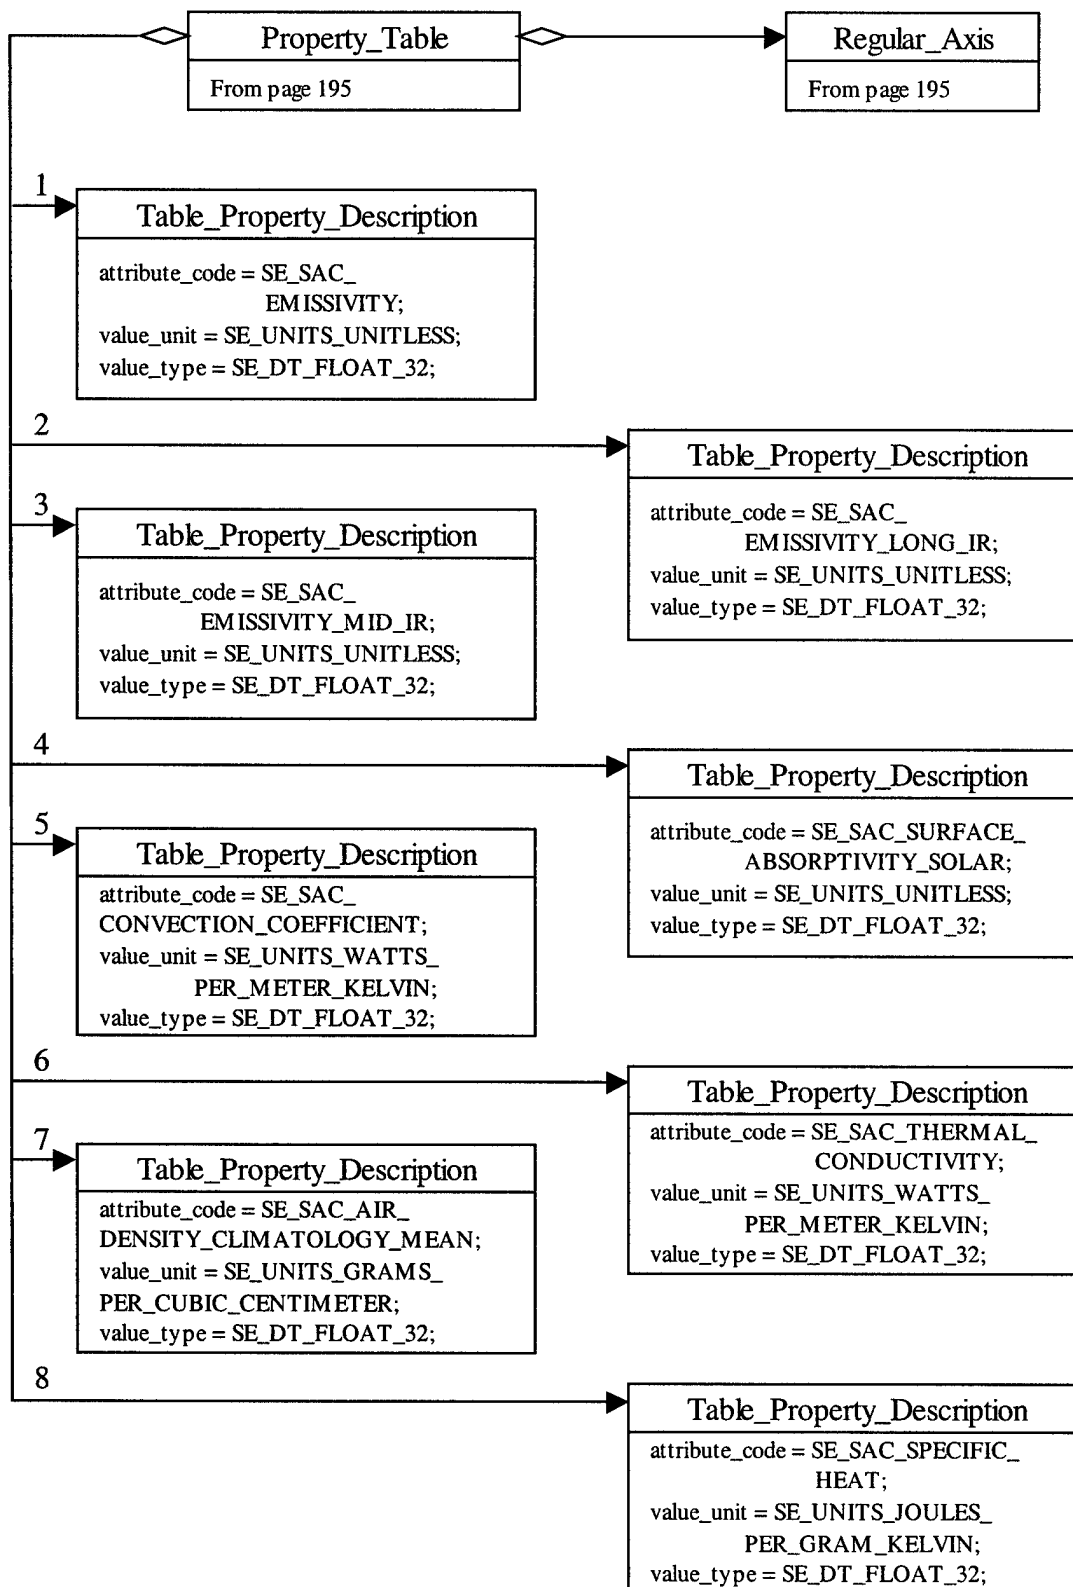 Property_Table
From page 195
Regular_Axis
From page 195
1
Table_Property_Description
attribute_code = SE_SAC_
EMISSIVITY;
value_unit = SE_UNITS_UNITLESS;
value_type = SE_DT_FLOAT_32;
2
Table_Property_Description
attribute_code = SE_SAC_
EMISSIVITY_LONG_IR;
value_unit = SE_UNITS_UNITLESS;
value_type = SE_DT_FLOAT_32;
3
Table_Property_Description
attribute_code = SE_SAC_
EMISSIVITY_MID_IR;
value_unit = SE_UNITS_UNITLESS;
value_type = SE_DT_FLOAT_32;
4
Table_Property_Description
attribute_code = SE_SAC_SURFACE_
ABSORPTIVITY_SOLAR;
value_unit = SE_UNITS_UNITLESS;
value_type = SE_DT_FLOAT_32;
5
Table_Property_Description
attribute_code = SE_SAC_
CONVECTION_COEFFICIENT;
value_unit = SE_UNITS_WATTS_
PER_METER_KELVIN;
value_type = SE_DT_FLOAT_32;
6
Table_Property_Description
attribute_code = SE_SAC_THERMAL_
CONDUCTIVITY;
value_unit = SE_UNITS_WATTS_
PER_METER_KELVIN;
value_type = SE_DT_FLOAT_32;
7
Table_Property_Description
attribute_code = SE_SAC_AIR_
DENSITY_CLIMATOLOGY_MEAN;
value_unit = SE_UNITS_GRAMS_
PER_CUBIC_CENTIMETER;
value_type = SE_DT_FLOAT_32;
8
Table_Property_Description
attribute_code = SE_SAC_SPECIFIC_
HEAT;
value_unit = SE_UNITS_JOULES_
PER_GRAM_KELVIN;
value_type = SE_DT_FLOAT_32;